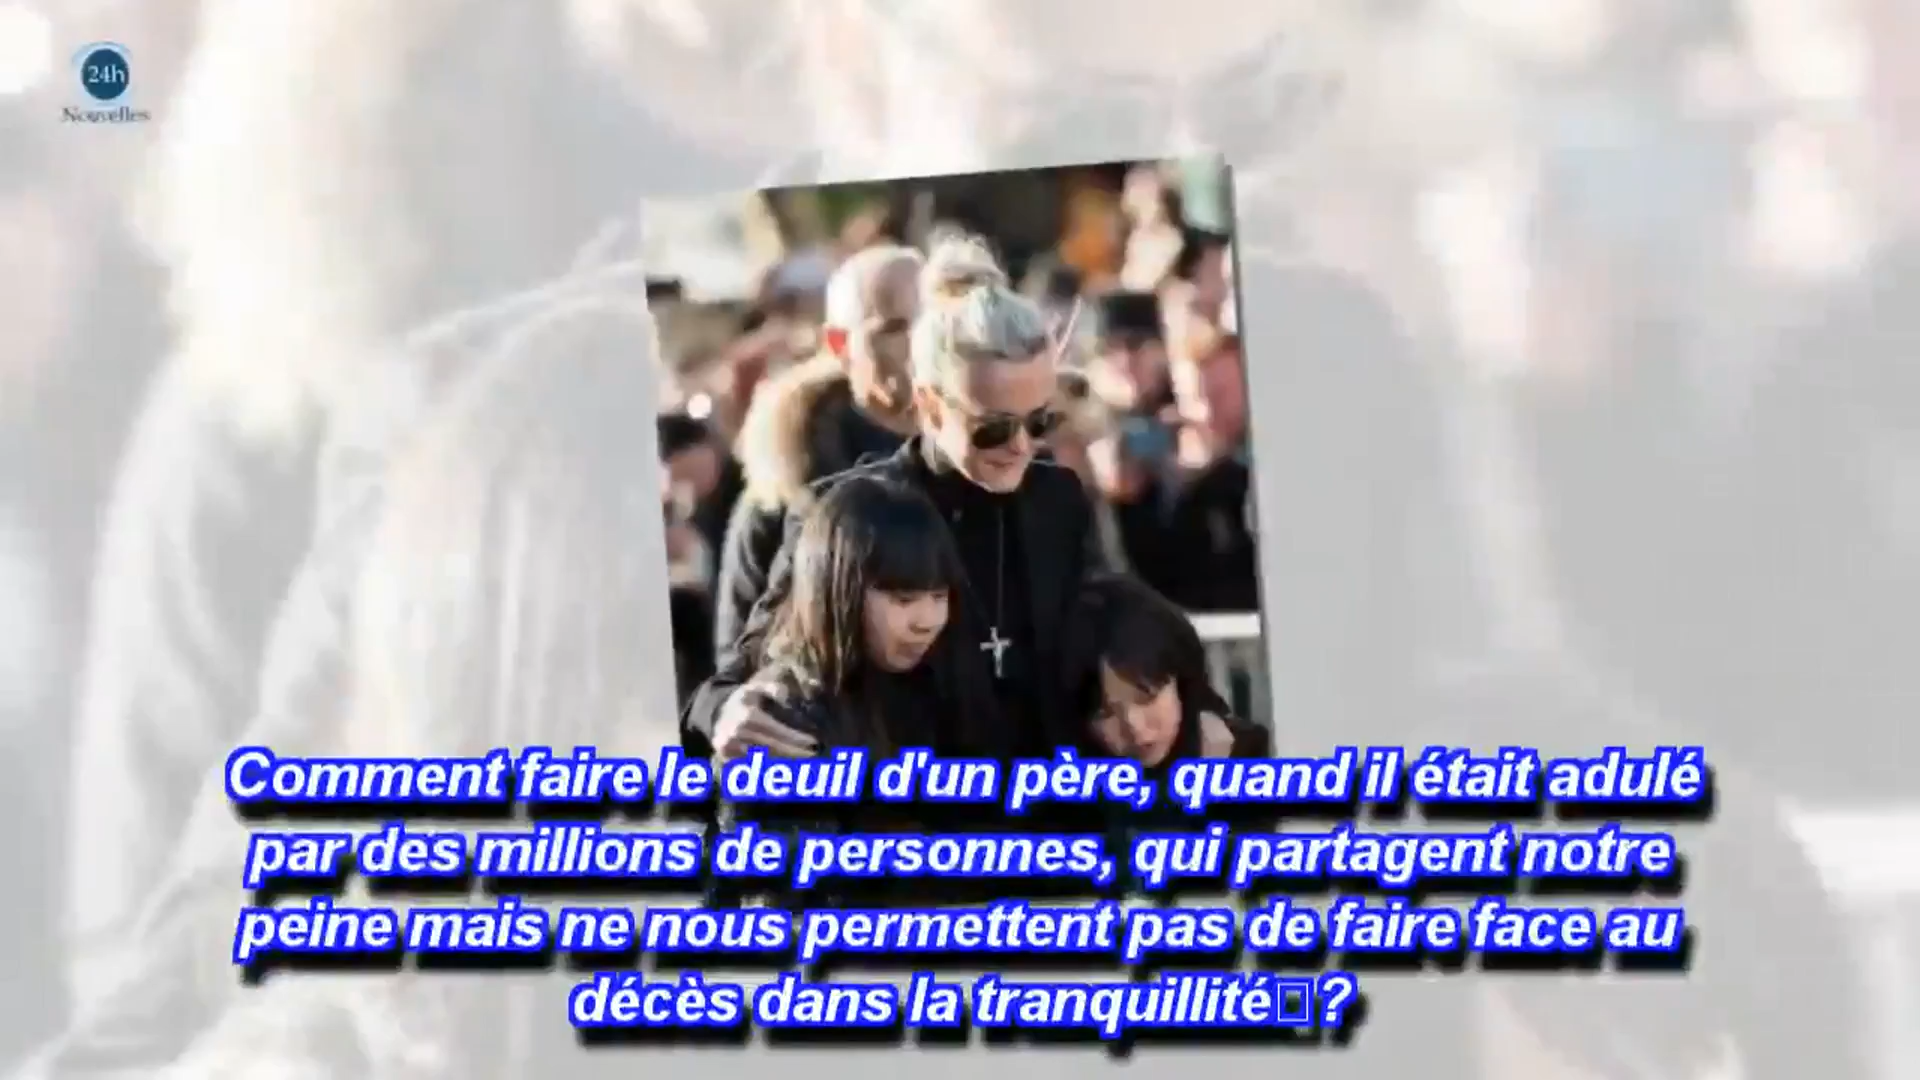 24h
Nouvelles
Comment faire le deuil d'un père, quand il était adulé
par des millions de personnes, qui partagent notre
peine mais ne nous permettent pas de faire face au
décès dans la tranquillité ?